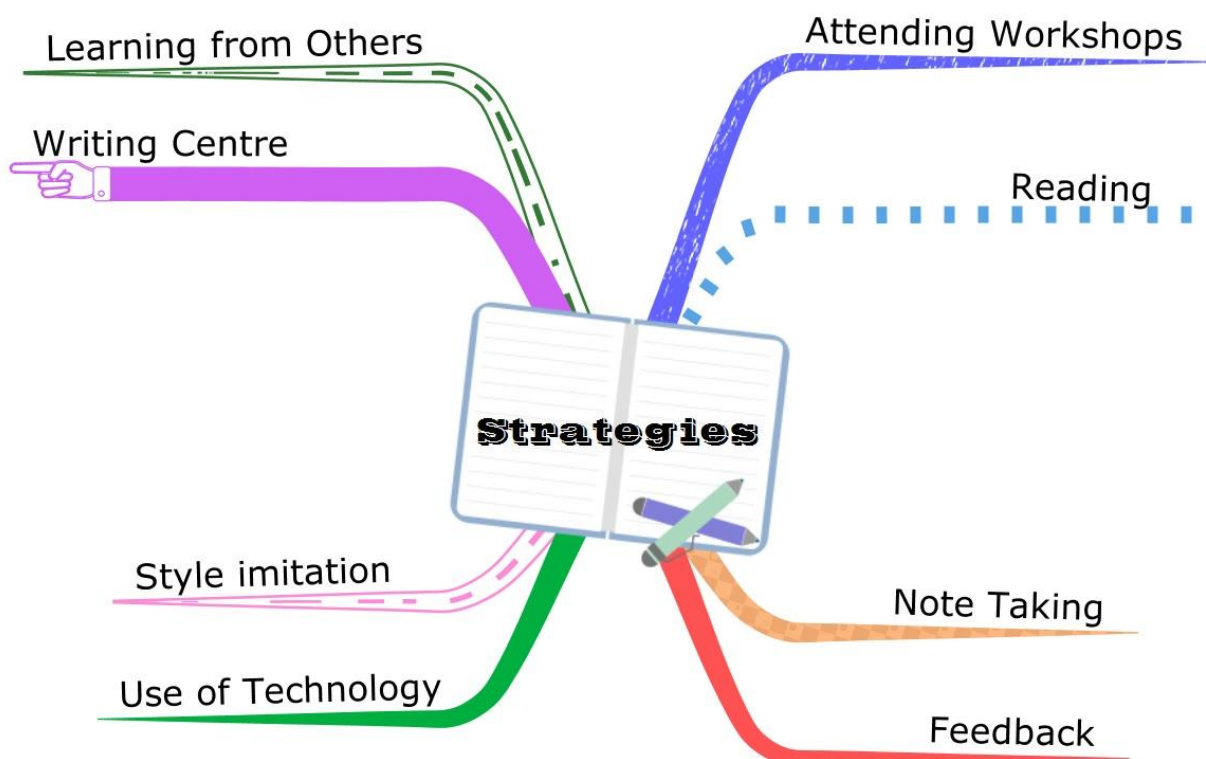 Learning from Others
Attending Workshops
Writing Centre
Reading
Strategies
Style imitation
Note Taking
Use of Technology
Feedback